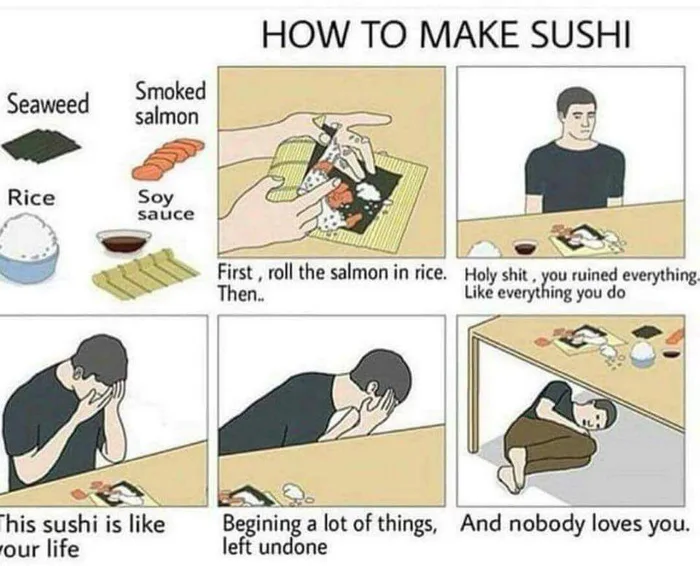 HOW TO MAKE SUSHI
Seaweed
Smoked
salmon
Rice
Soy
sauce
First , roll the salmon in rice.
Then..
Holy shit , you ruined everything.
Like everything you do
This sushi is like
your life
Begining a lot of things,
left undone
And nobody loves you.